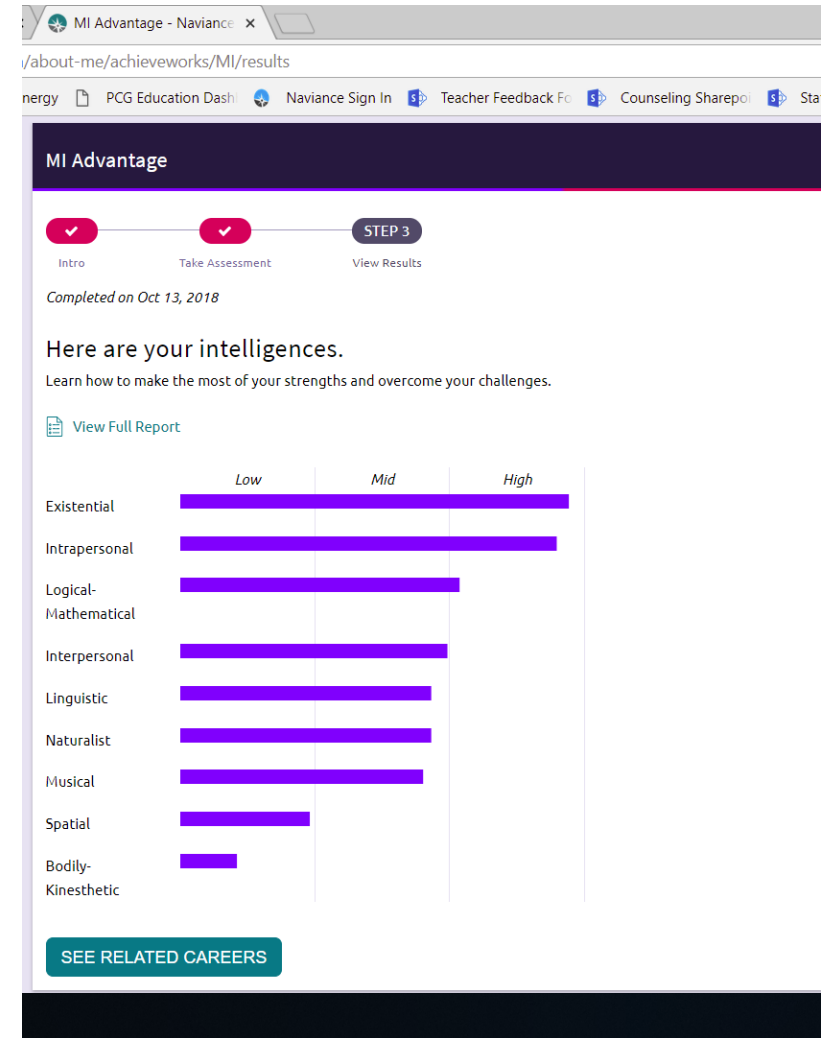 MI Advantage - Naviance
/about-me/achieveworks/MI/results
nergy PCG Education Dash Naviance Sign In Teacher Feedback Fo Counseling Sharepoi Sta
MI Advantage
STEP 3
Intro Take Assessment View Results
Completed on Oct 13, 2018
Here are your intelligences.
Learn how to make the most of your strengths and overcome your challenges.
View Full Report
Low Mid High
Existential
Intrapersonal
Logical-
Mathematical
Interpersonal
Linguistic
Naturalist
Musical
Spatial
Bodily-
Kinesthetic
SEE RELATED CAREERS